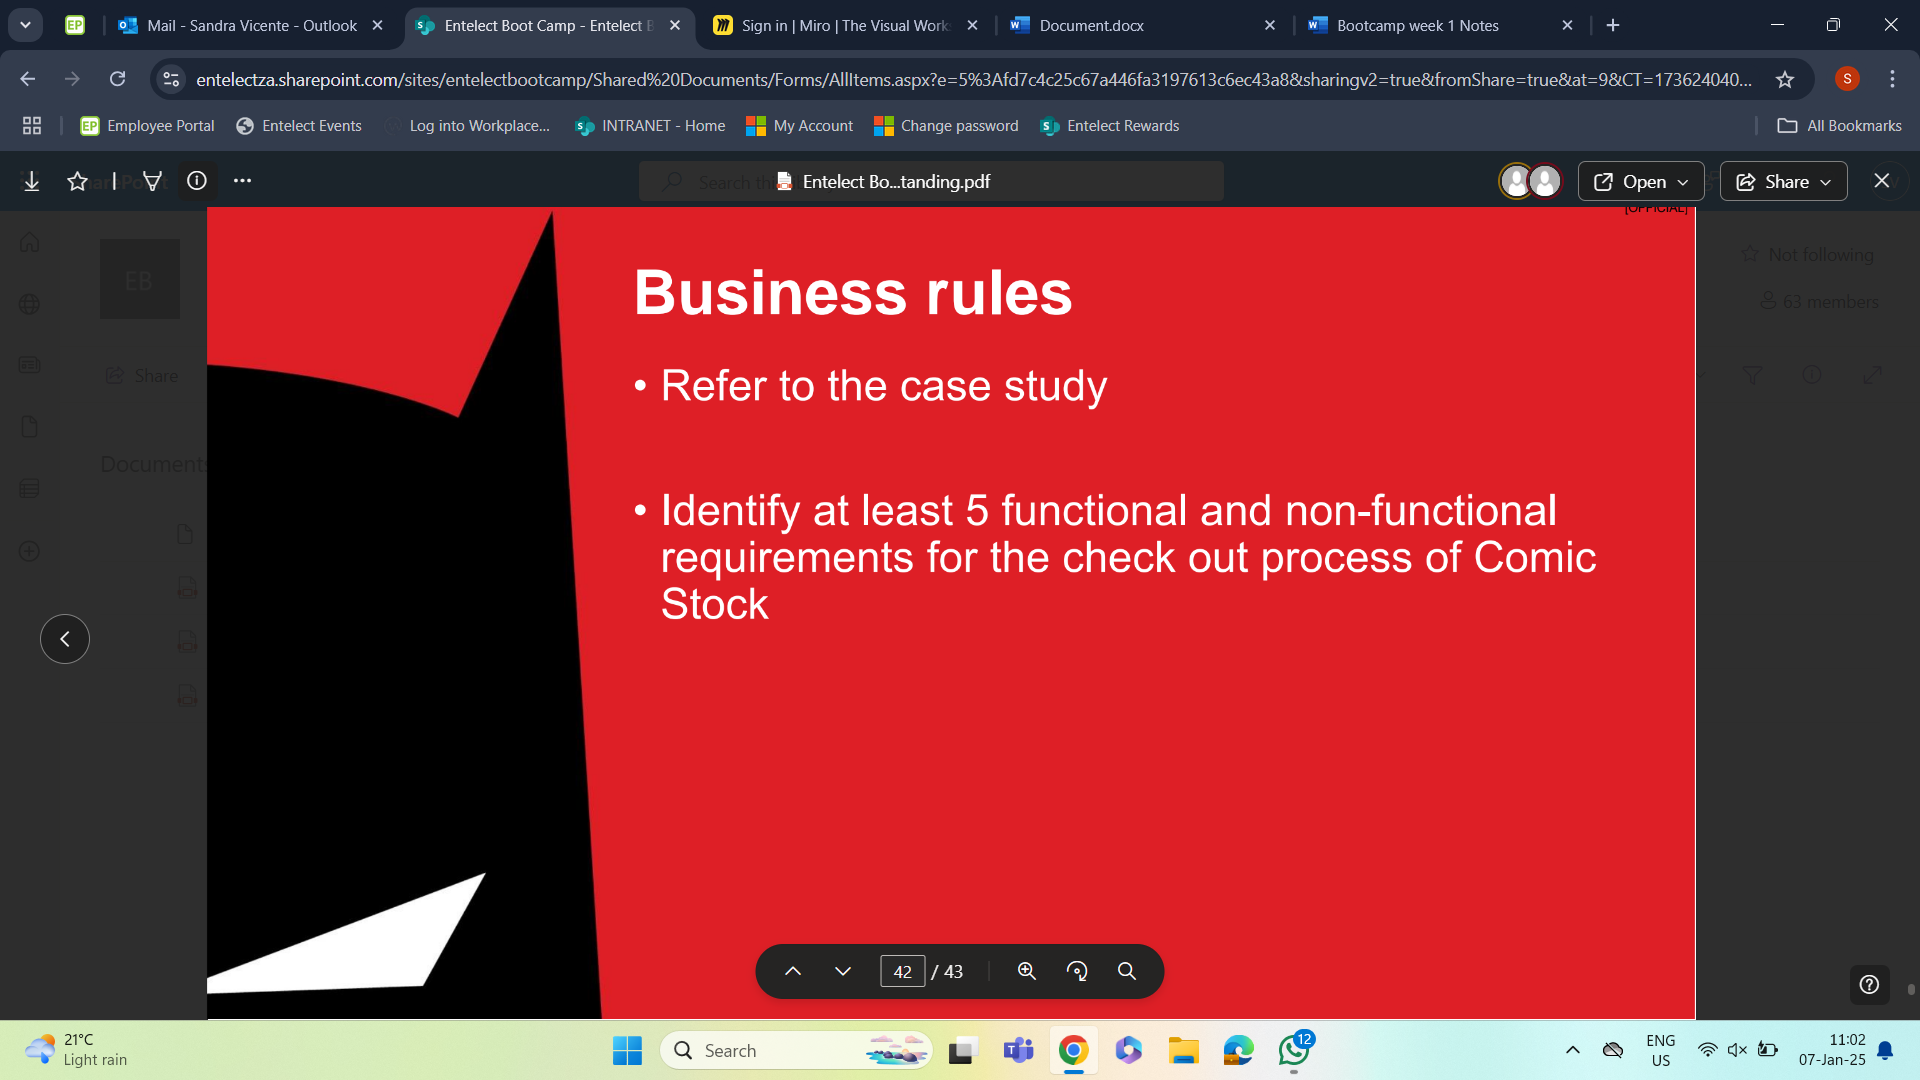 EP
Mail - Sandra Vicente - Outlook
Entelect Boot Camp - Entelect B
Sign in | Miro | The Visual Work
Document.docx
Bootcamp week 1 Notes
entelectza.sharepoint.com/sites/entelectbootcamp/Shared%20Documents/Forms/AllItems.aspx?e=5%3Afd7c4c25c67a446fa3197613c6ec43a8&sharingv2=true&fromShare=true&at=9&CT=173624040...
S
EP Employee Portal
Entelect Events
Log into Workplace...
INTRANET - Home
My Account
Change password
Entelect Rewards
All Bookmarks
Entelect Bo...tanding.pdf
Open
Share
[OFFICIAL]
EB
Not following
63 members
Share
Documents
Business rules
• Refer to the case study
• Identify at least 5 functional and non-functional
requirements for the check out process of Comic
Stock
42 / 43
21°C
Light rain
Search
12
ENG
US
11:02
07-Jan-25